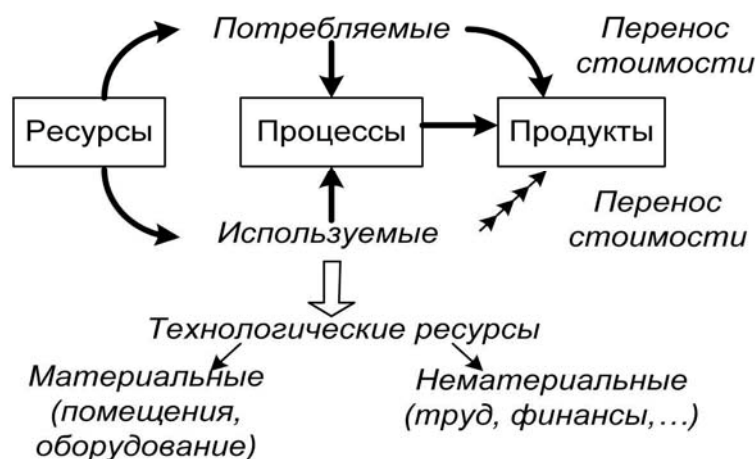 Потребляемые
Перенос
стоимости
Ресурсы
Процессы
Продукты
Используемые
Перенос
стоимости
Технологические ресурсы
Материальные
(помещения,
оборудование)
Нематериальные
(труд, финансы,...)